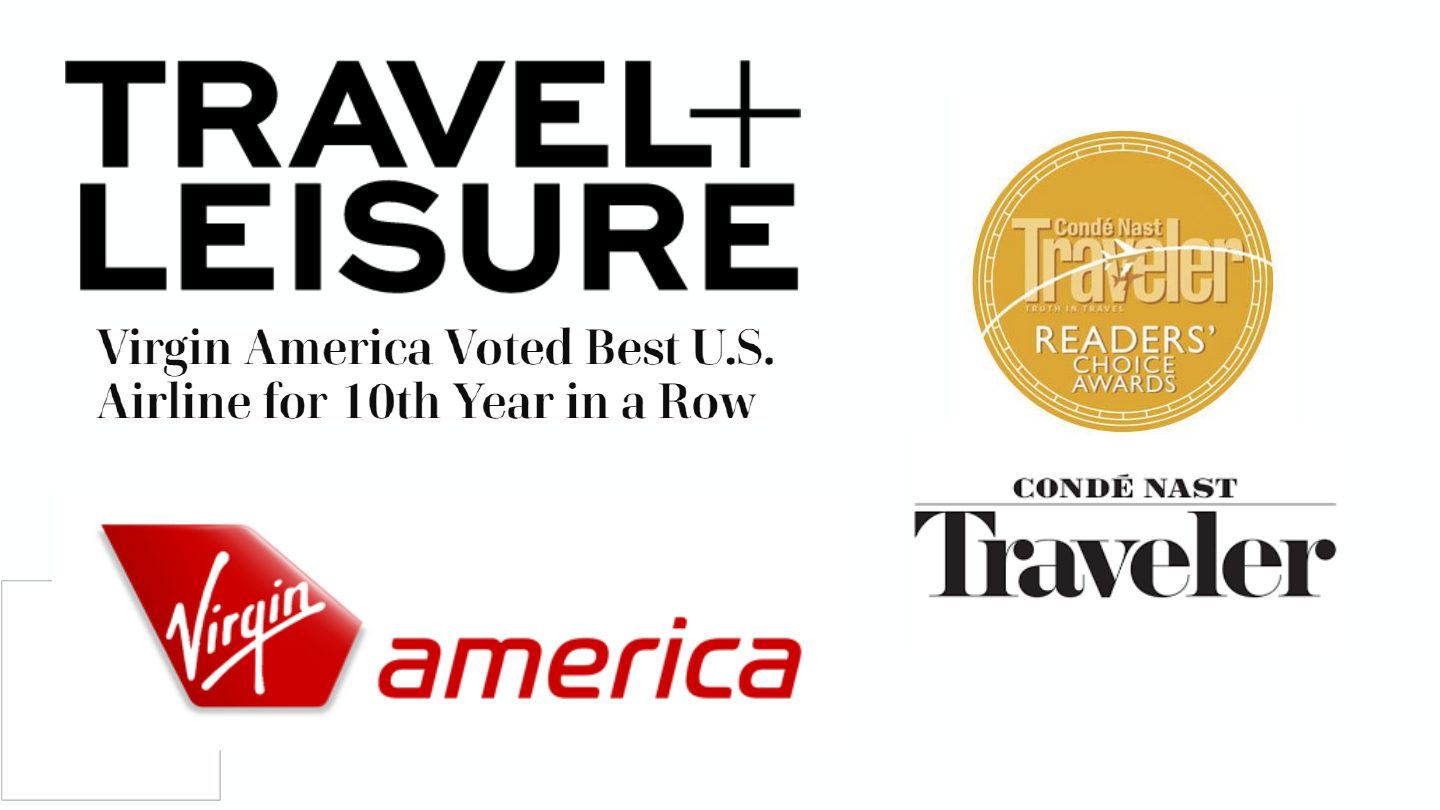 TRAVEL+
LEISURE
Virgin America Voted Best U.S.
Airline for 10th Year in a Row
Virgin america
Condé Nast
Traveler
TRUTH IN TRAVEL
READERS'
CHOICE
AWARDS
CONDÉ NAST
Traveler